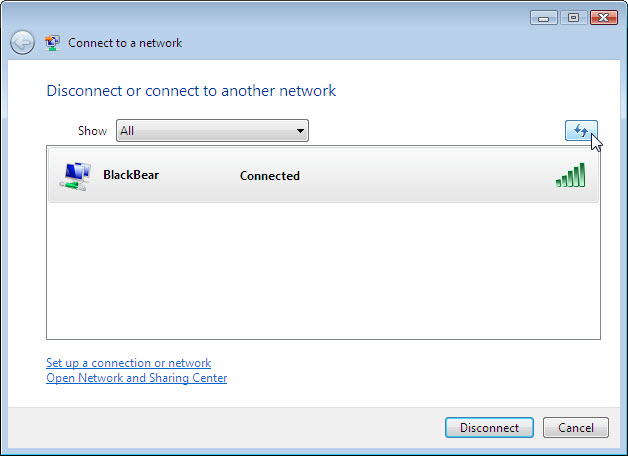 Connect to a network
Disconnect or connect to another network
Show All
BlackBear Connected
Set up a connection or network
Open Network and Sharing Center
Disconnect Cancel